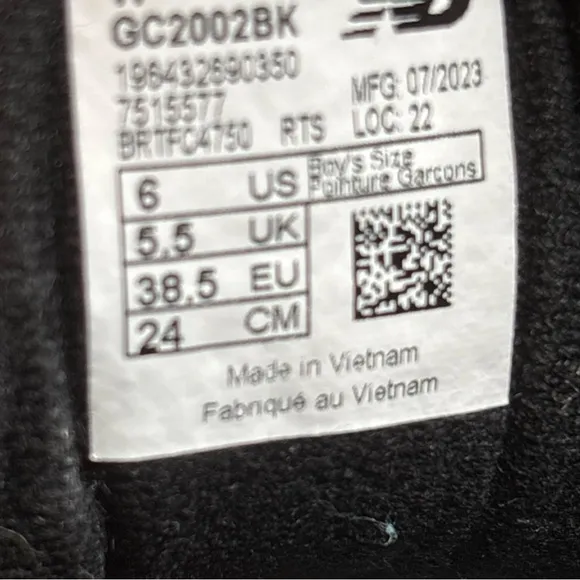 GC2002BK
196432690350
7515577
MFG: 07/2023
BRTFC4750 RTS LOC: 22
6 US Boy's Size
Pointure Garcons
5.5 UK
38.5 EU
24 CM
Made in Vietnam
Fabriqué au Vietnam